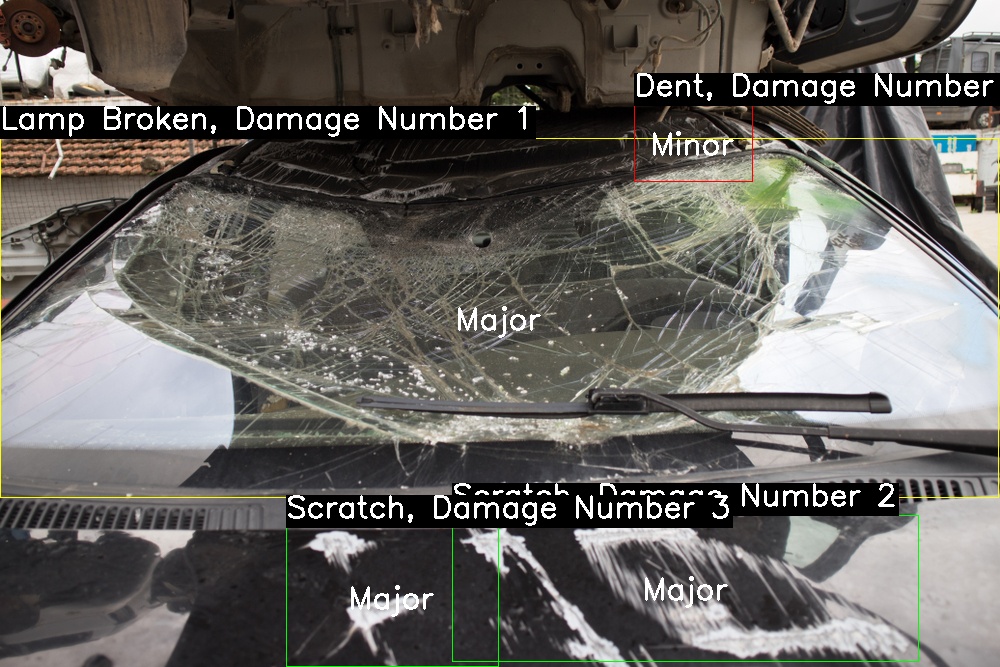 Dent, Damage Number
Lamp Broken, Damage Number 1
Minor
Major
Scratch, Damage Number 2
Scratch, Damage Number 3
Major
Major